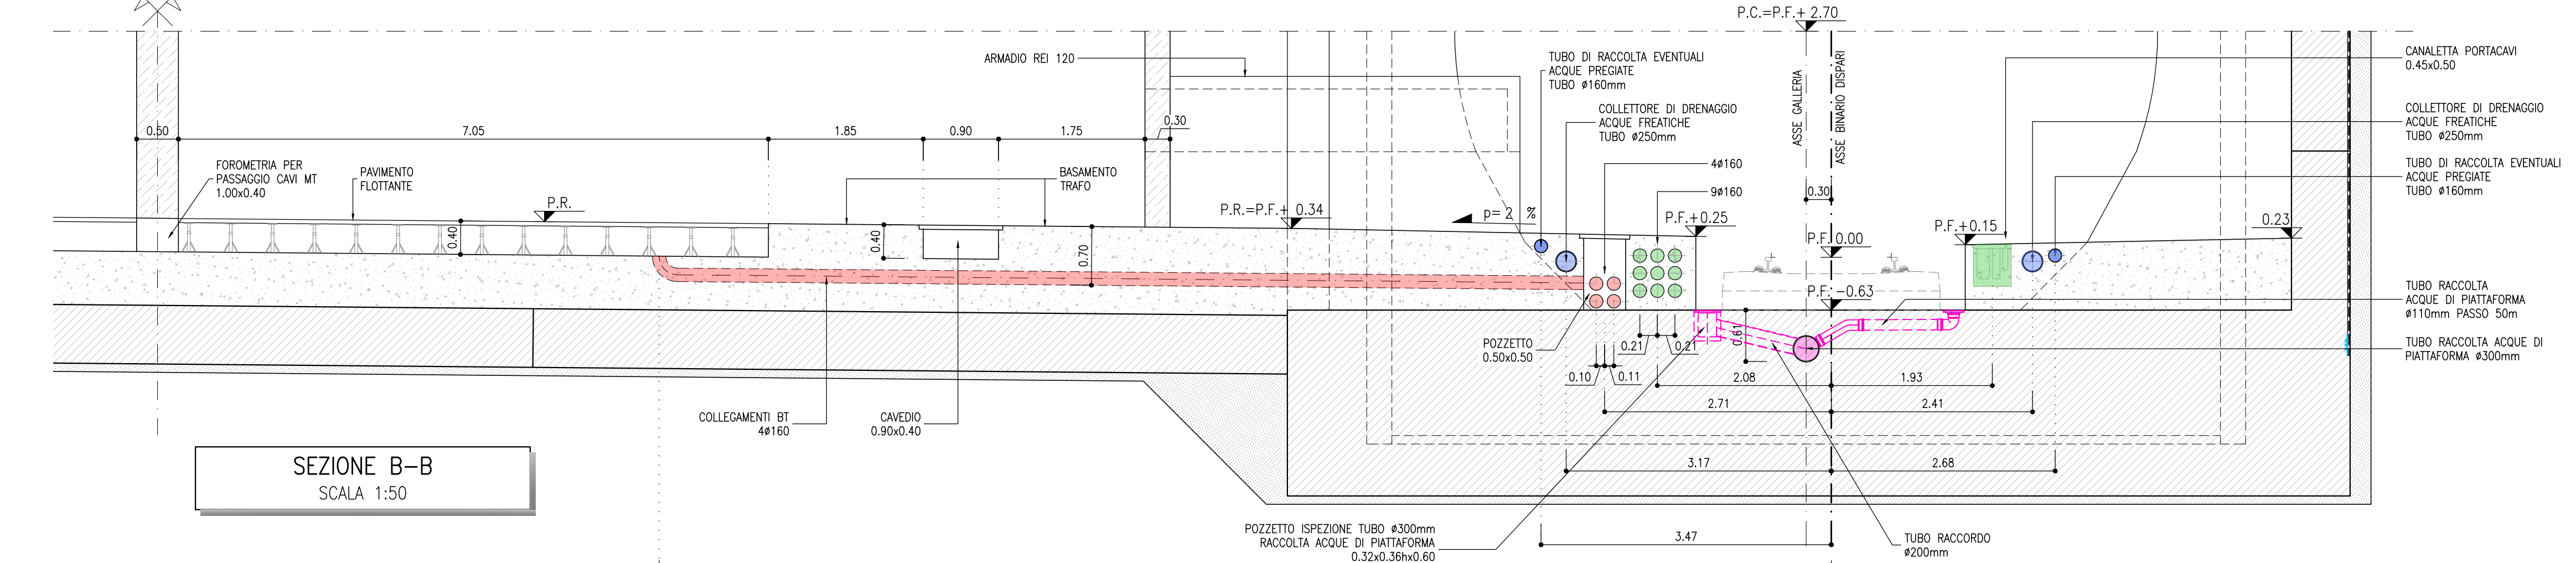 P.C.=P.F.+ 2.70
ARMADIO REI 120
TUBO DI RACCOLTA EVENTUALI
ACQUE PREGIATE
TUBO ø160mm
COLLETTORE DI DRENAGGIO
ACQUE FREATICHE
TUBO ø250mm
ASSE GALLERIA
ASSE BINARIO DISPARI
CANALETTA PORTACAVI
0.45x0.50
COLLETTORE DI DRENAGGIO
ACQUE FREATICHE
TUBO ø250mm
TUBO DI RACCOLTA EVENTUALI
ACQUE PREGIATE
TUBO ø160mm
0.50
7.05
1.85
0.90
1.75
0.30
FOROMETRIA PER
PASSAGGIO CAVI MT
1.00x0.40
PAVIMENTO
FLOTTANTE
BASAMENTO
TRAFO
4ø160
9ø160
0.30
P.R.
P.R.=P.F.+ 0.34
p= 2 %
P.F.+0.25
P.F. 0.00
P.F.+0.15
0.23
0.40
0.40
0.70
P.F. -0.63
TUBO RACCOLTA
ACQUE DI PIATTAFORMA
ø110mm PASSO 50m
POZZETTO
0.50x0.50
0.21
0.21
0.61
TUBO RACCOLTA ACQUE DI
PIATTAFORMA ø300mm
0.10
0.11
2.08
1.93
2.71
2.41
COLLEGAMENTI BT
4ø160
CAVEDIO
0.90x0.40
SEZIONE B-B
SCALA 1:50
3.17
2.68
POZZETTO ISPEZIONE TUBO ø300mm
RACCOLTA ACQUE DI PIATTAFORMA
0.32x0.36hx0.60
3.47
TUBO RACCORDO
ø200mm